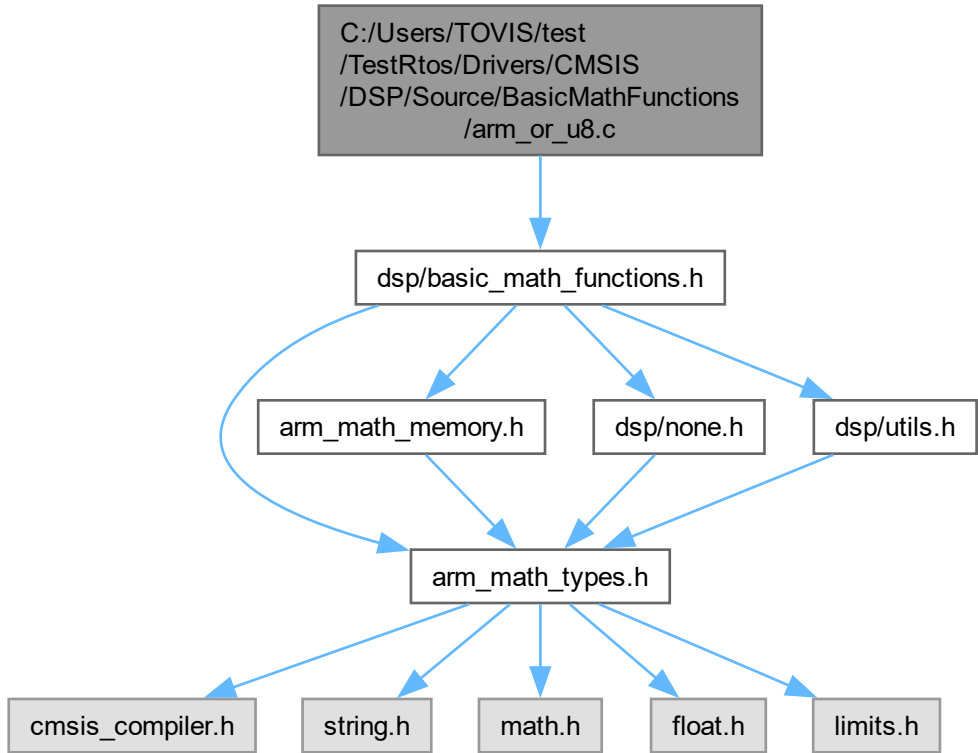 C:/Users/TOVIS/test
/TestRtos/Drivers/CMSIS
/DSP/Source/BasicMathFunctions
/arm_or_u8.c
dsp/basic_math_functions.h
arm_math_memory.h
dsp/none.h
dsp/utils.h
arm_math_types.h
cmsis_compiler.h
string.h
math.h
float.h
limits.h